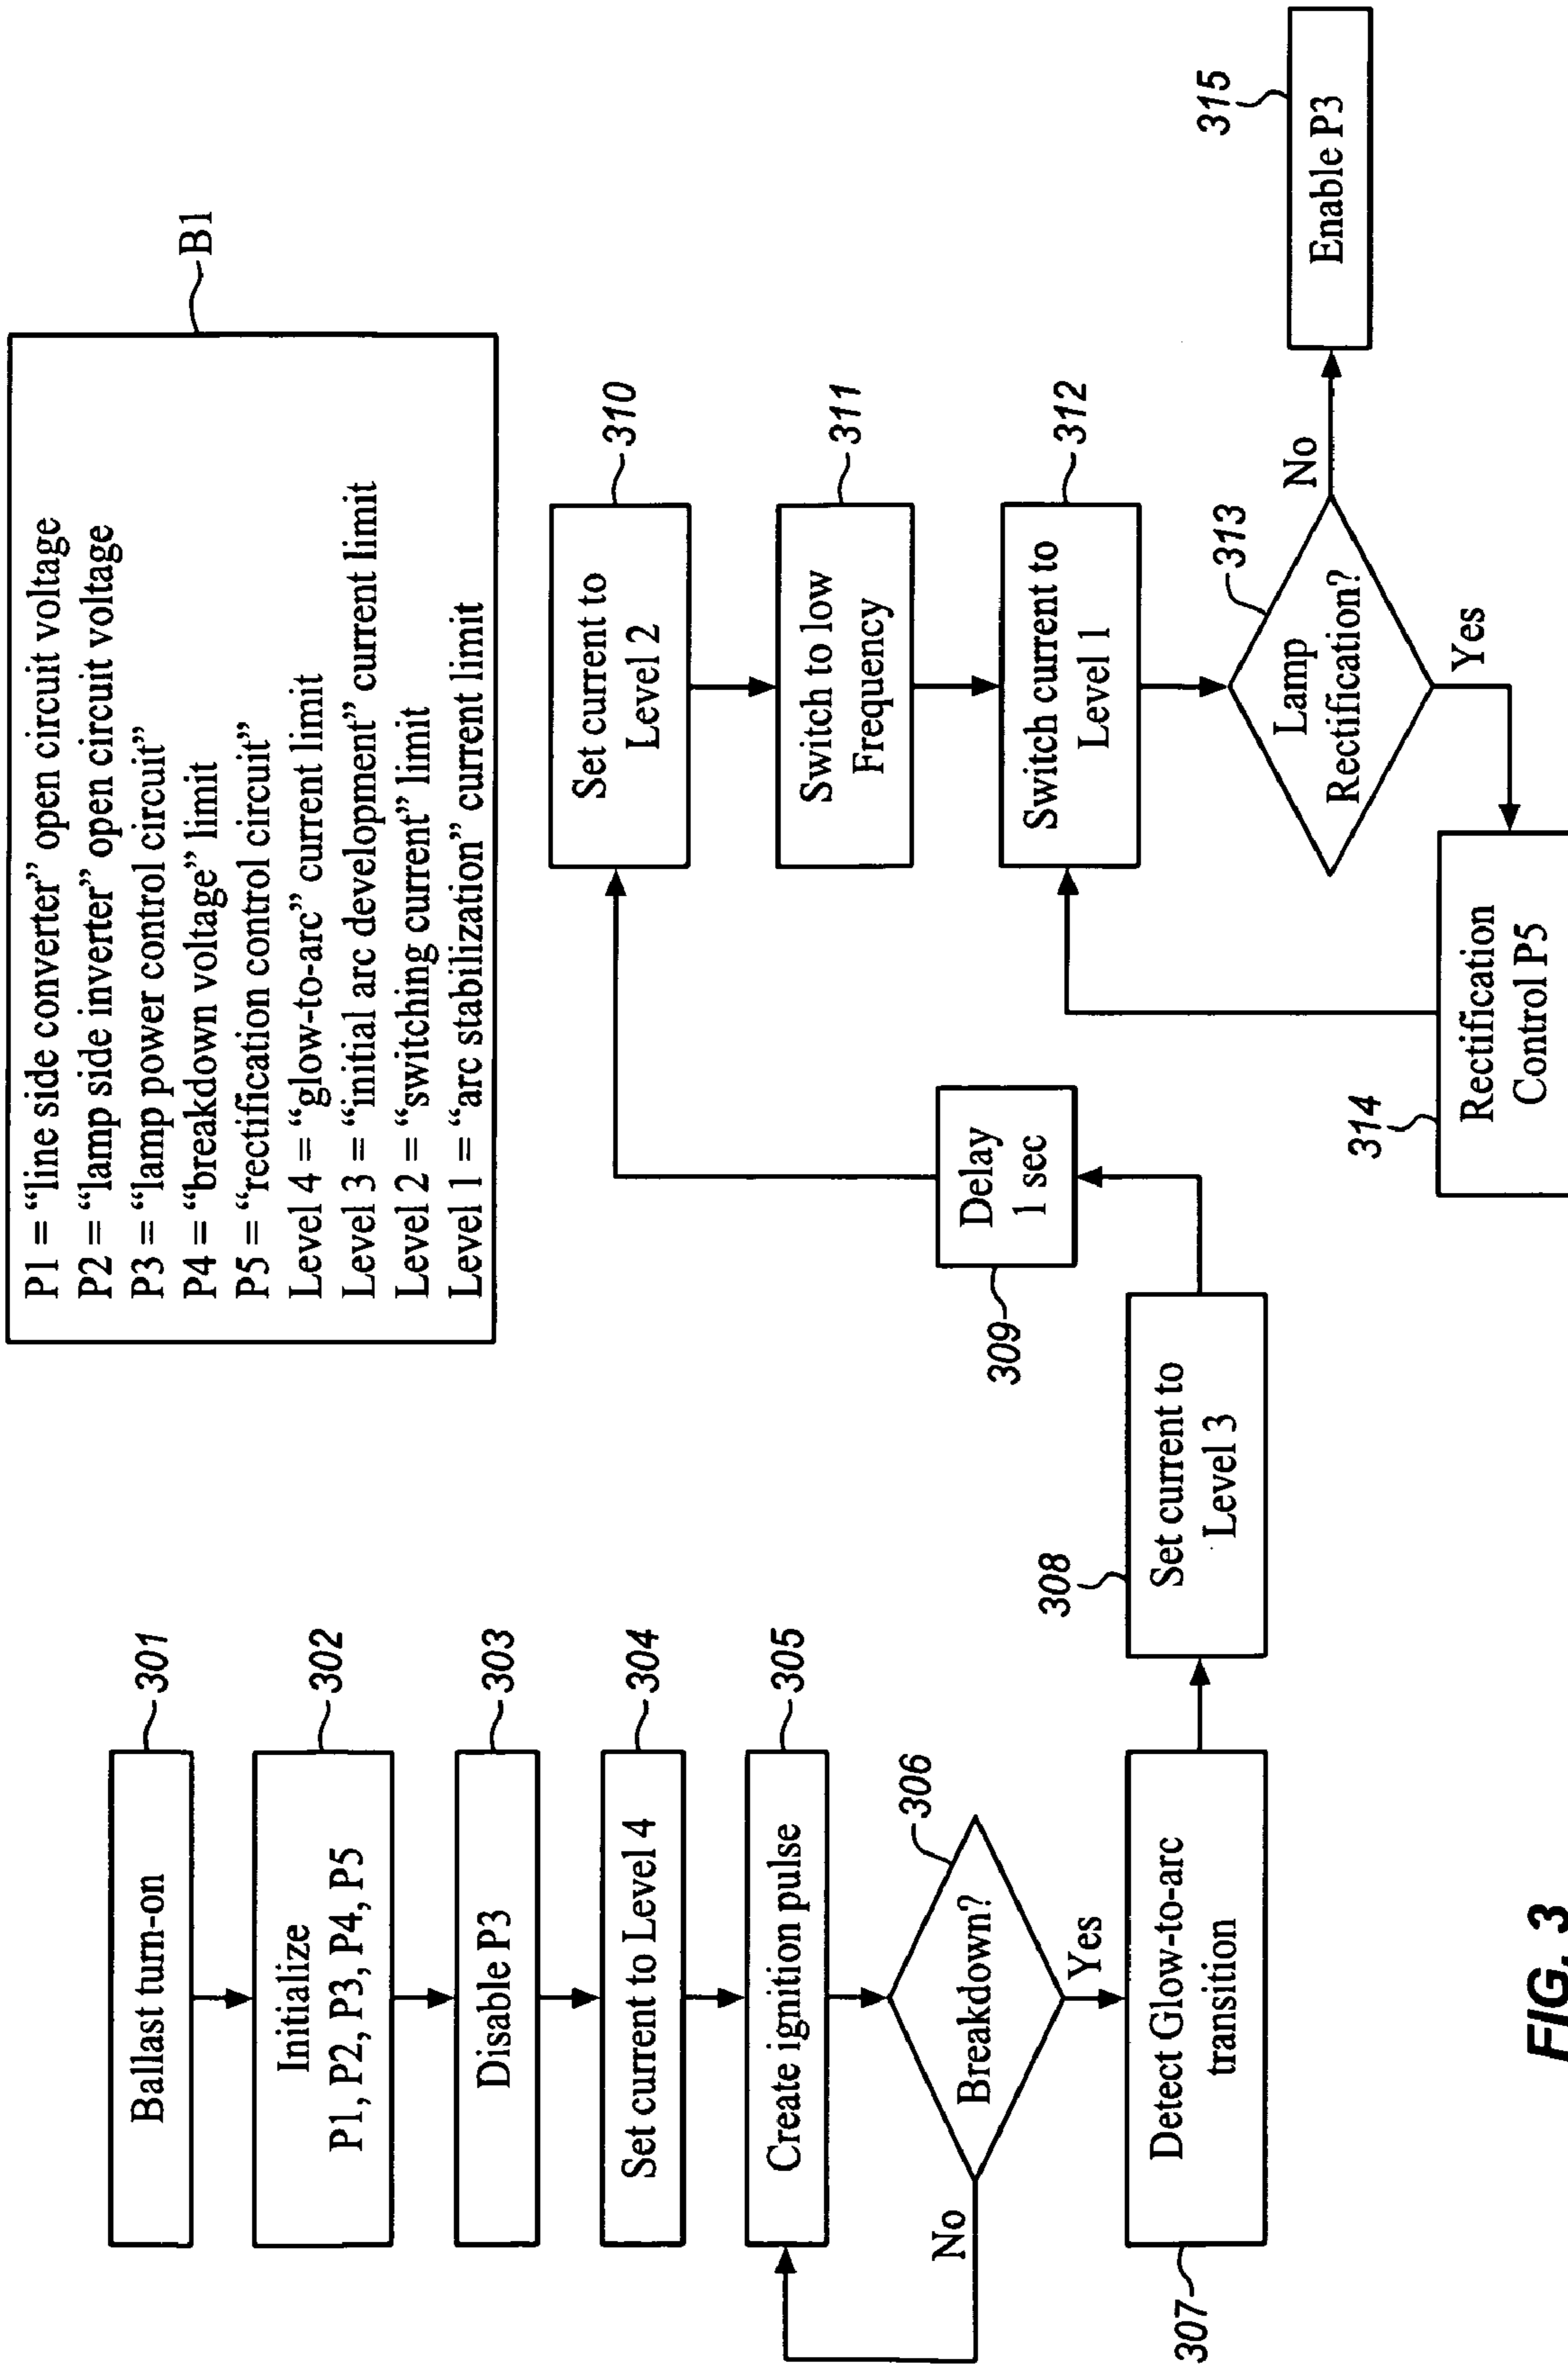 P1 = “line side converter” open circuit voltage
P2 = “lamp side inverter” open circuit voltage
P3 = “lamp power control circuit”
P4 = “breakdown voltage” limit
P5 = “rectification control circuit”
Level 4 = “glow-to-arc” current limit
Level 3 = “initial arc development” current limit
Level 2 = “switching current” limit
Level 1 = “arc stabilization” current limit
B1
Ballast turn-on
301
Initialize
P1, P2, P3, P4, P5
302
Disable P3
303
Set current to Level 4
304
Create ignition pulse
305
Breakdown?
306
No
Yes
Detect Glow-to-arc
transition
307
Set current to
Level 3
308
Delay
1 sec
309
Set current to
Level 2
310
Switch to low
Frequency
311
Switch current to
Level 1
312
Lamp
Rectification?
313
No
Yes
Rectification
Control P5
314
Enable P3
315
FIG. 3